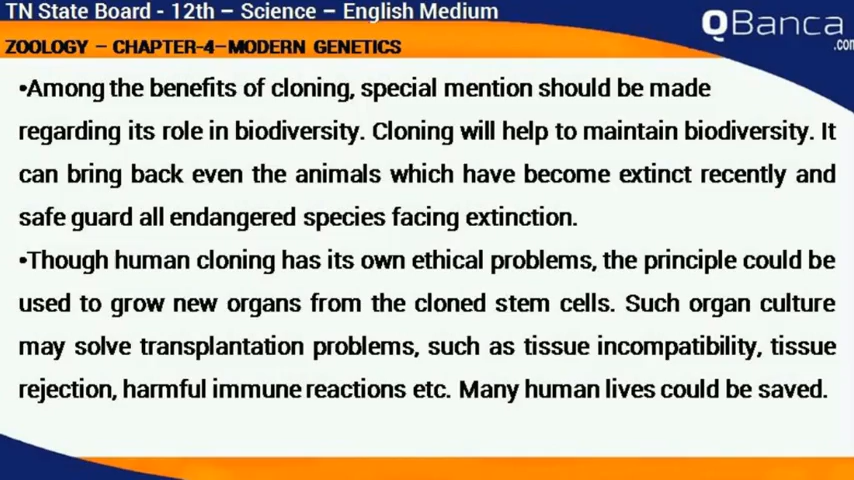 TN State Board - 12th – Science – English Medium
QBanca
.com
ZOOLOGY – CHAPTER-4–MODERN GENETICS
•Among the benefits of cloning, special mention should be made
regarding its role in biodiversity. Cloning will help to maintain biodiversity. It
can bring back even the animals which have become extinct recently and
safe guard all endangered species facing extinction.
•Though human cloning has its own ethical problems, the principle could be
used to grow new organs from the cloned stem cells. Such organ culture
may solve transplantation problems, such as tissue incompatibility, tissue
rejection, harmful immune reactions etc. Many human lives could be saved.